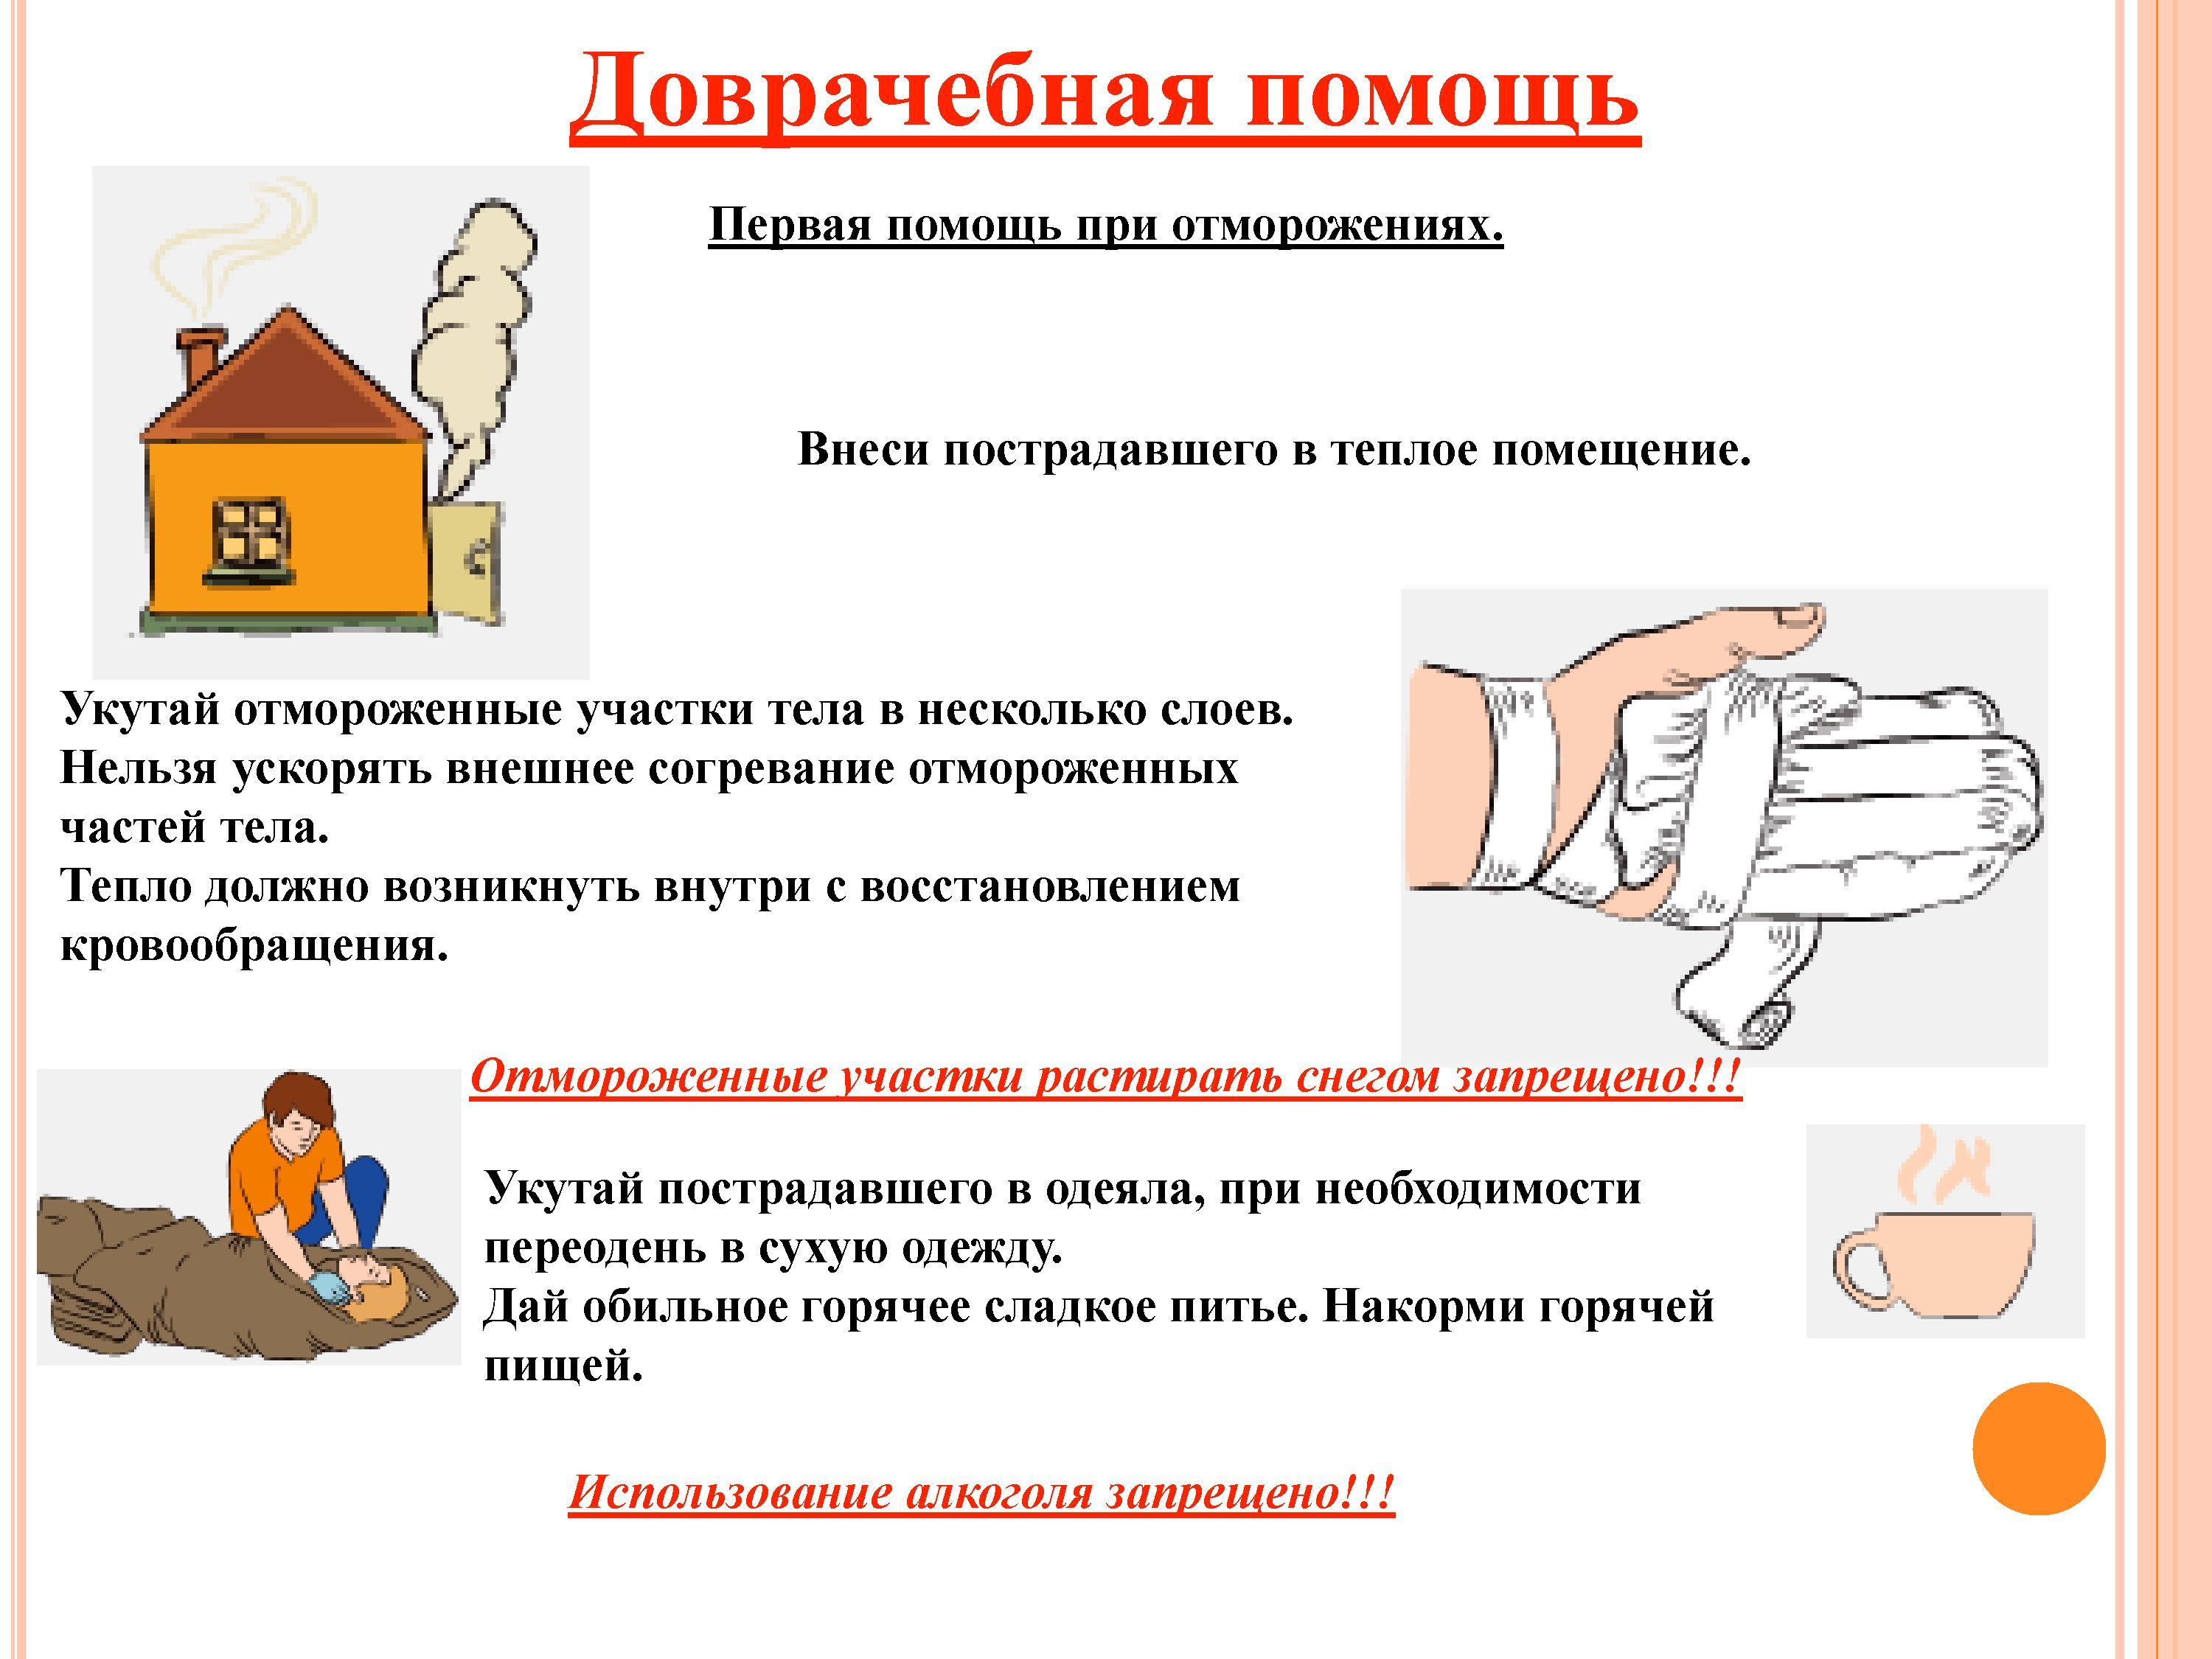 Доврачебная помощь
Первая помощь при отморожениях.
Внеси пострадавшего в теплое помещение.
Укутай отмороженные участки тела в несколько слоев.
Нельзя ускорять внешнее согревание отмороженных
частей тела.
Тепло должно возникнуть внутри с восстановлением
кровообращения.
Отмороженные участки растирать снегом запрещено!!!
Укутай пострадавшего в одеяла, при необходимости
переодень в сухую одежду.
Дай обильное горячее сладкое питье. Накорми горячей
пищей.
Использование алкоголя запрещено!!!